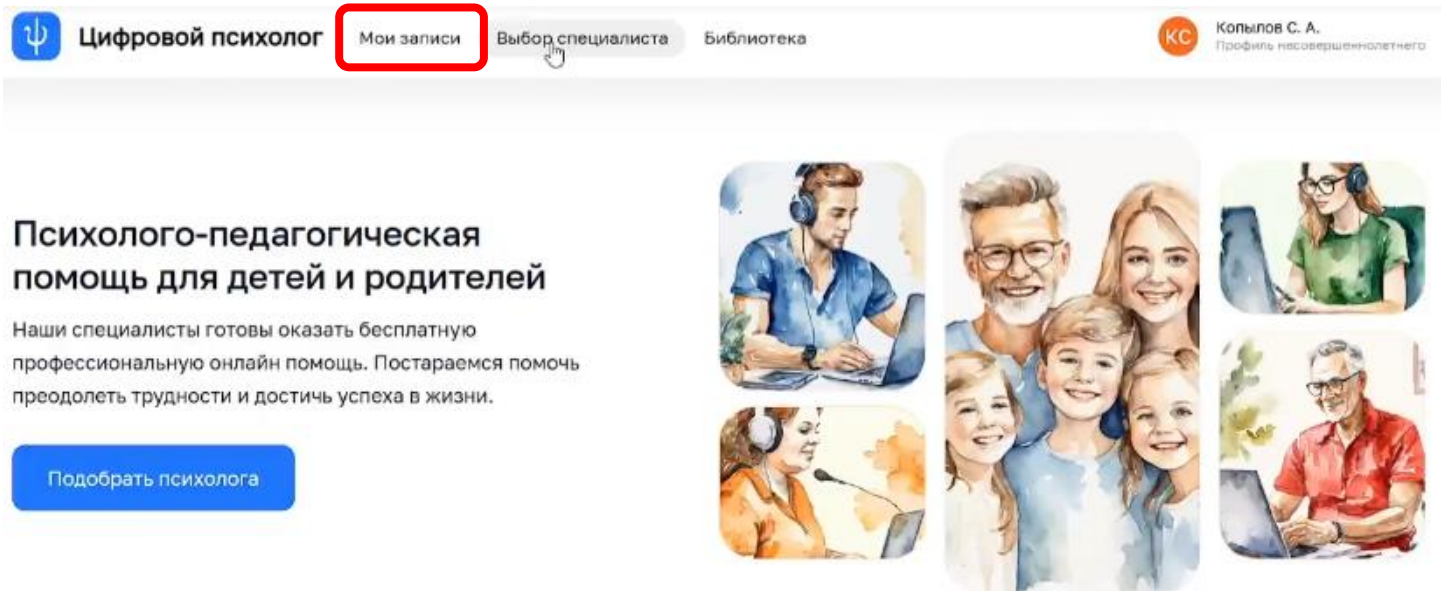 Цифровой психолог Мои записи Выбор специалиста Библиотека
КС Копылов С. А.
Профиль несовершеннолетнего
Психолого-педагогическая
помощь для детей и родителей
Наши специалисты готовы оказать бесплатную
профессиональную онлайн помощь. Постараемся помочь
преодолеть трудности и достичь успеха в жизни.
Подобрать психолога